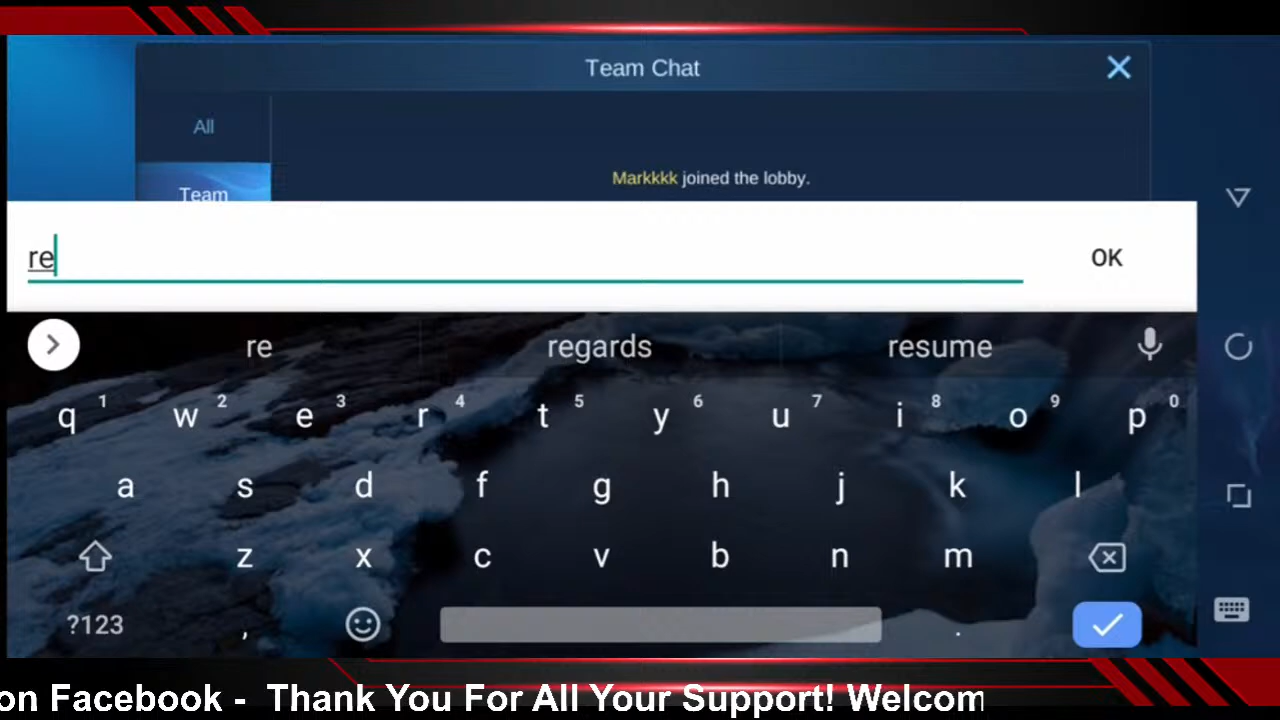 Team Chat
All
Markkkk joined the lobby.
Team
re
OK
re regards resume
q 1 w 2 e 3 r 4 t 5 y 6 u 7 i 8 o 9 p 0
a s d f g h j k l
z x c v b n m
?123 , .
on Facebook - Thank You For All Your Support! Welcom